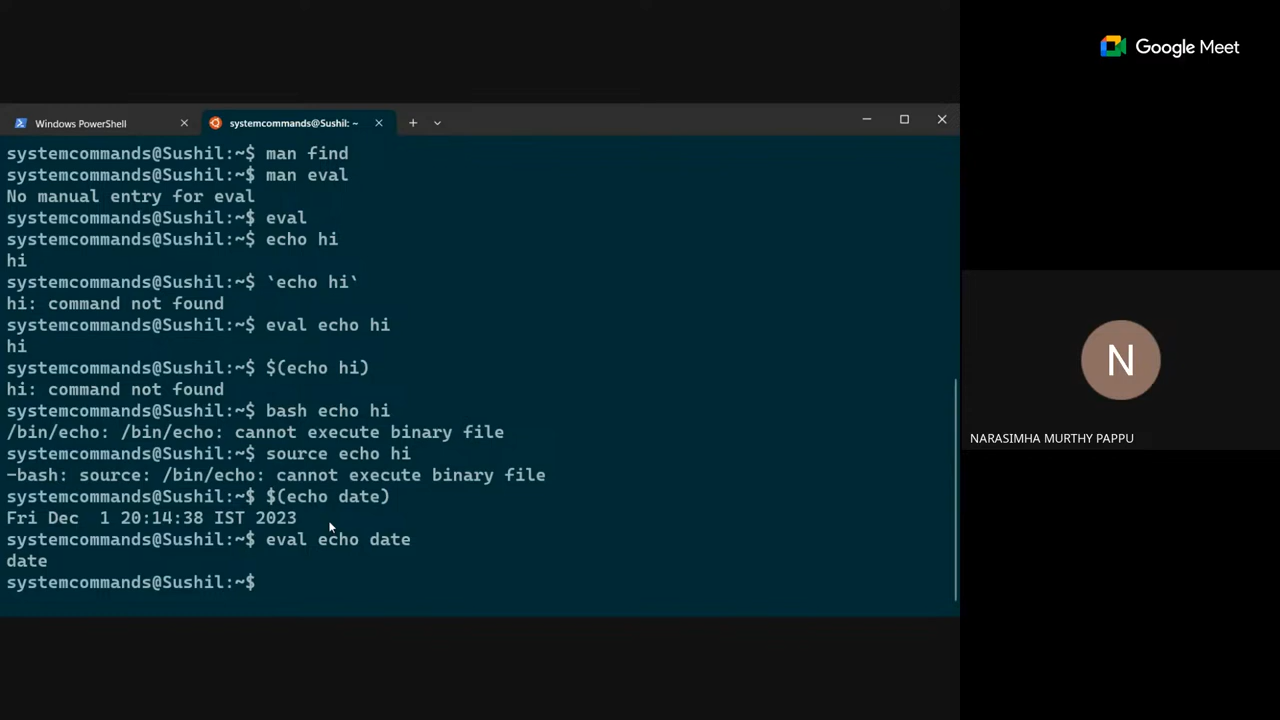 Google Meet
Windows PowerShell
systemcommands@Sushil: ~
systemcommands@Sushil:~$ man find
systemcommands@Sushil:~$ man eval
No manual entry for eval
systemcommands@Sushil:~$ eval
systemcommands@Sushil:~$ echo hi
hi
systemcommands@Sushil:~$ `echo hi`
hi: command not found
systemcommands@Sushil:~$ eval echo hi
hi
systemcommands@Sushil:~$ $(echo hi)
hi: command not found
systemcommands@Sushil:~$ bash echo hi
/bin/echo: /bin/echo: cannot execute binary file
systemcommands@Sushil:~$ source echo hi
-bash: source: /bin/echo: cannot execute binary file
systemcommands@Sushil:~$ $(echo date)
Fri Dec  1 20:14:38 IST 2023
systemcommands@Sushil:~$ eval echo date
date
systemcommands@Sushil:~$
N
NARASIMHA MURTHY PAPPU